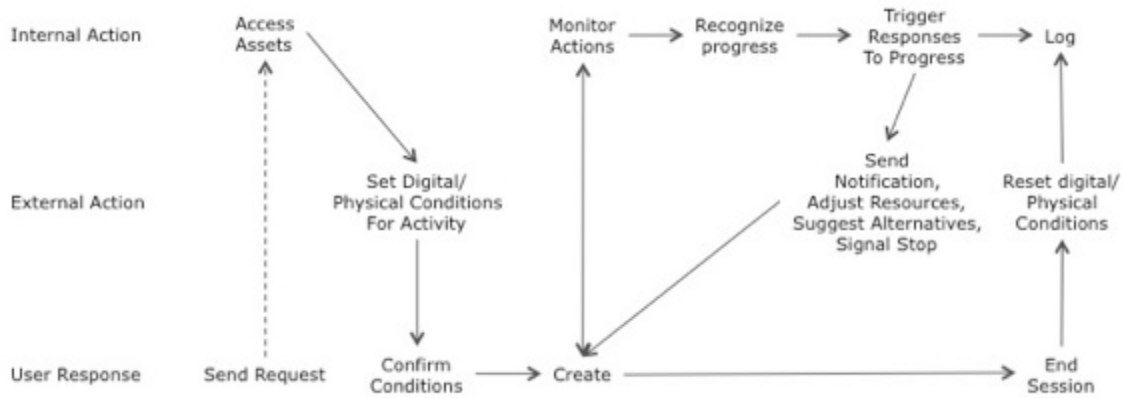 Internal Action
Access
Assets
Monitor
Actions
Recognize
progress
Trigger
Responses
To Progress
Log
External Action
Set Digital/
Physical Conditions
For Activity
Send
Notification,
Adjust Resources,
Suggest Alternatives,
Signal Stop
Reset digital/
Physical
Conditions
User Response
Send Request
Confirm
Conditions
Create
End
Session